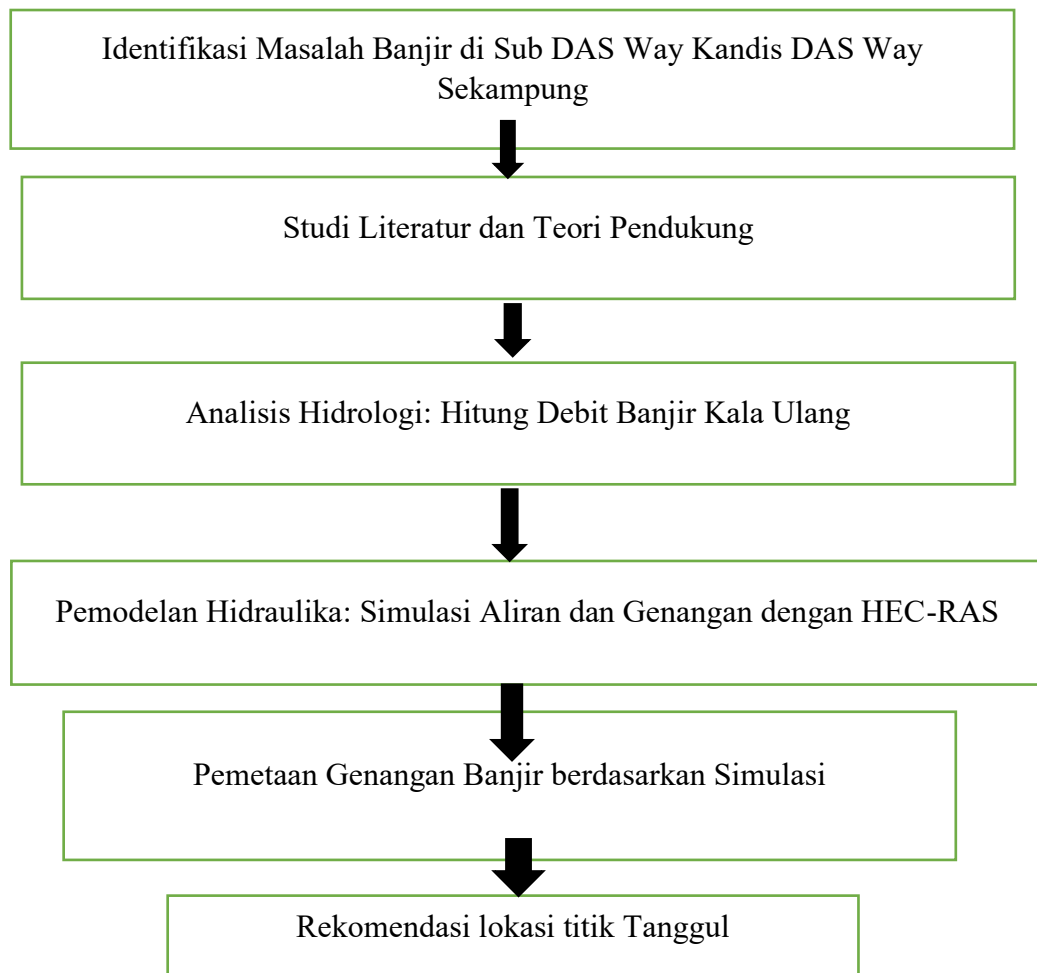 Identifikasi Masalah Banjir di Sub DAS Way Kandis DAS Way
Sekampung
Studi Literatur dan Teori Pendukung
Analisis Hidrologi: Hitung Debit Banjir Kala Ulang
Pemodelan Hidraulika: Simulasi Aliran dan Genangan dengan HEC-RAS
Pemetaan Genangan Banjir berdasarkan Simulasi
Rekomendasi lokasi titik Tanggul